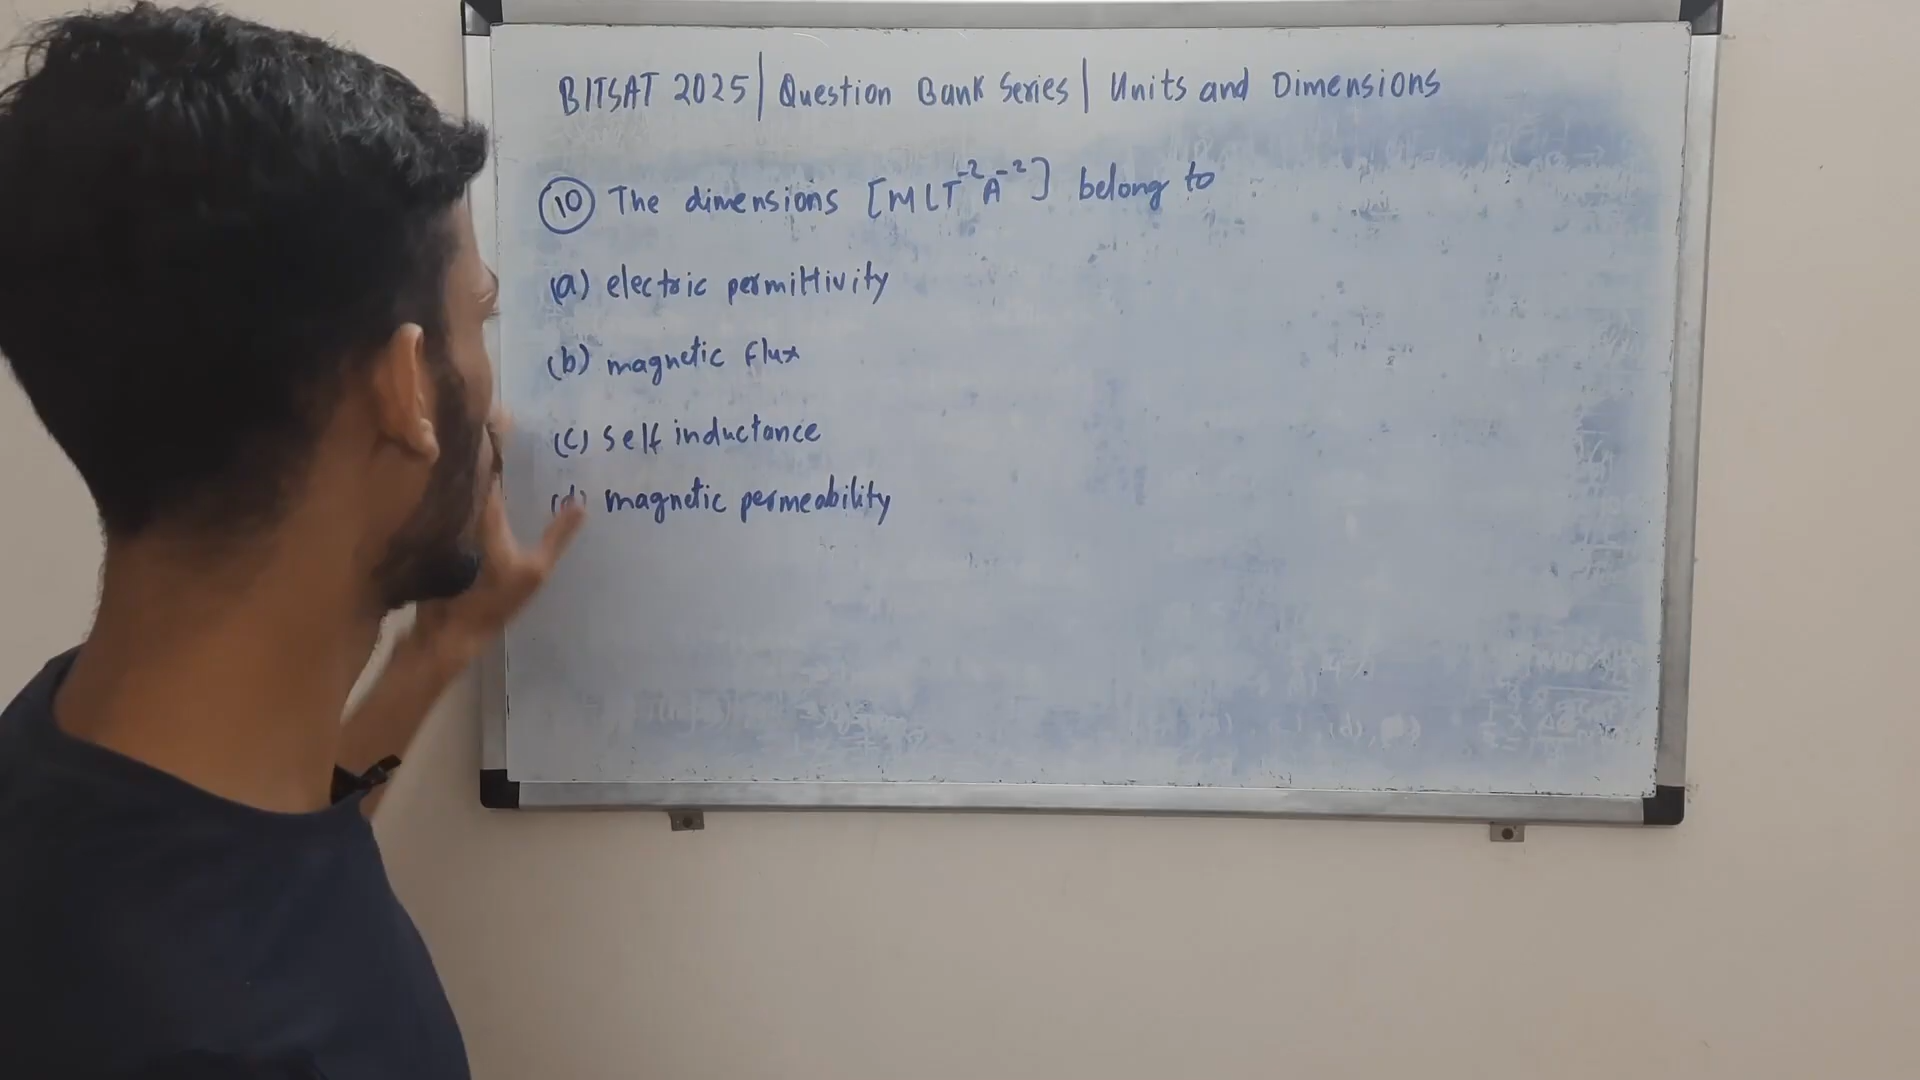 BITSAT 2025 | Question Bank Series | Units and Dimensions
(10) The dimensions [MLT⁻²A⁻²] belong to
(a) electric permittivity
(b) magnetic flux
(c) self inductance
(d) magnetic permeability